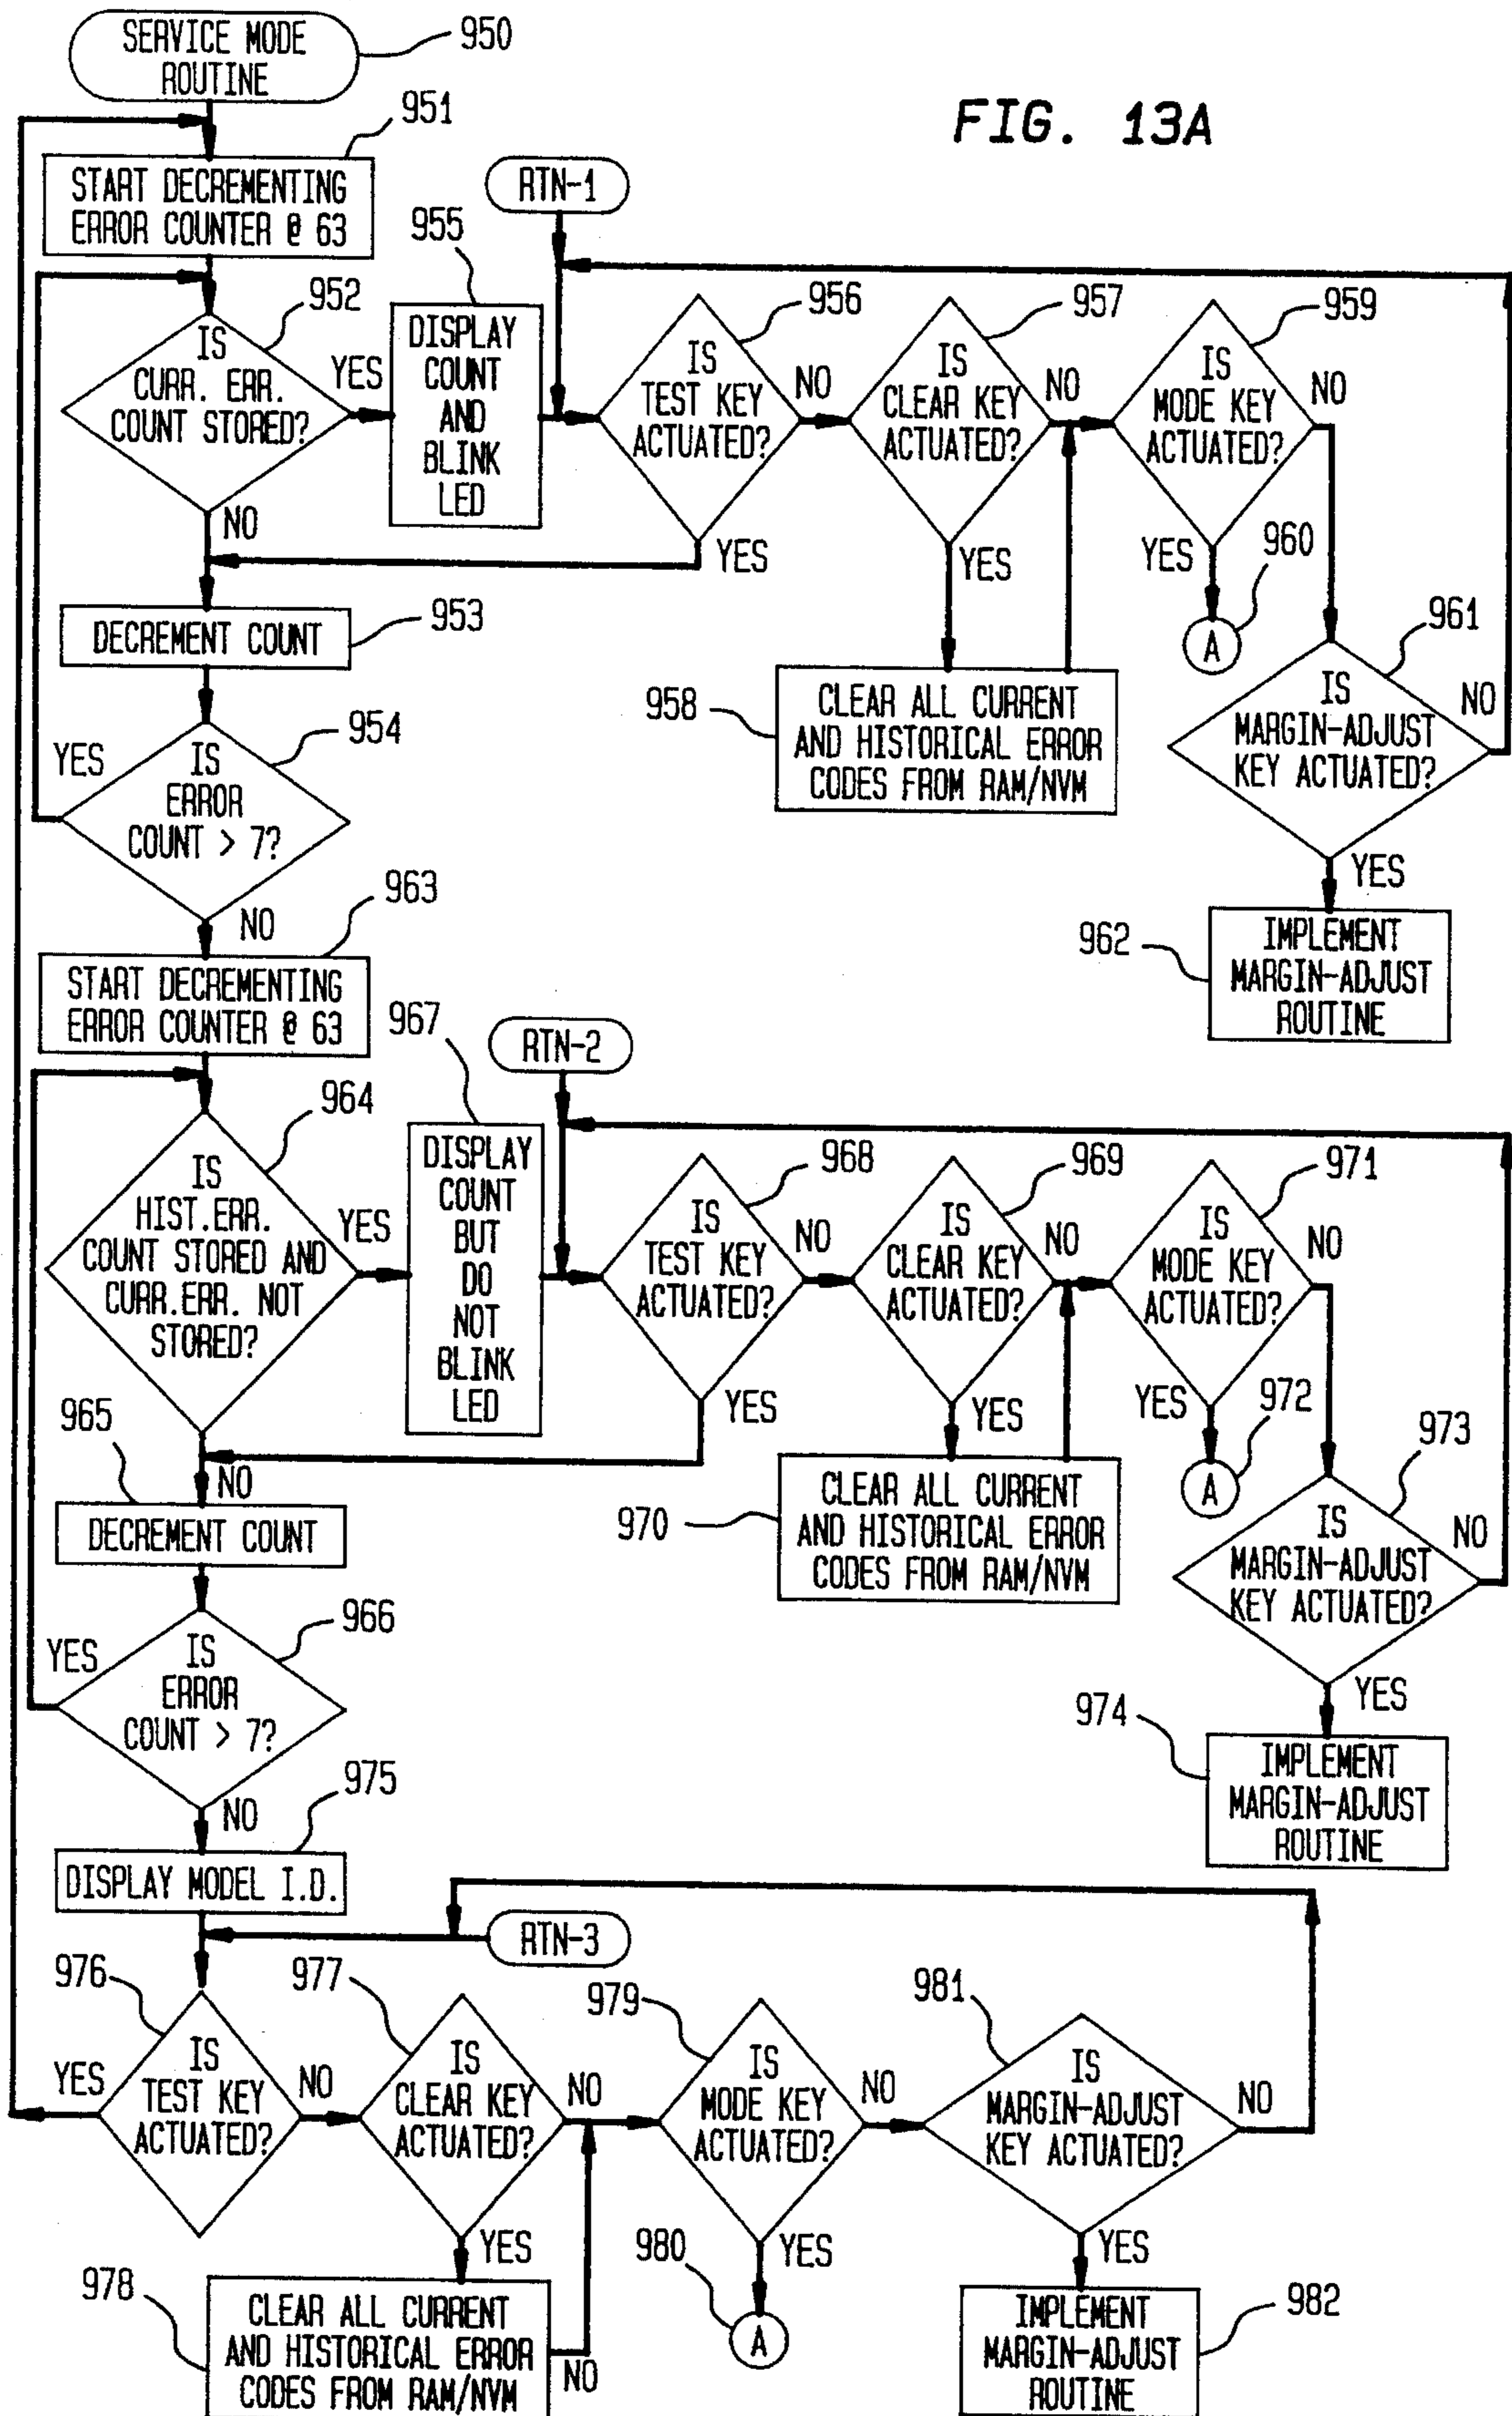 FIG. 13A
SERVICE MODE
ROUTINE
950
951
START DECREMENTING
ERROR COUNTER @ 63
RTN-1
952
IS
CURR. ERR.
COUNT STORED?
YES
NO
955
DISPLAY
COUNT
AND
BLINK
LED
956
IS
TEST KEY
ACTUATED?
NO
YES
957
IS
CLEAR KEY
ACTUATED?
NO
YES
959
IS
MODE KEY
ACTUATED?
NO
YES
960
A
953
DECREMENT COUNT
958
CLEAR ALL CURRENT
AND HISTORICAL ERROR
CODES FROM RAM/NVM
961
IS
MARGIN-ADJUST
KEY ACTUATED?
NO
YES
954
IS
ERROR
COUNT > 7?
YES
NO
962
IMPLEMENT
MARGIN-ADJUST
ROUTINE
963
START DECREMENTING
ERROR COUNTER @ 63
RTN-2
964
IS
HIST.ERR.
COUNT STORED AND
CURR.ERR. NOT
STORED?
YES
NO
967
DISPLAY
COUNT
BUT
DO
NOT
BLINK
LED
968
IS
TEST KEY
ACTUATED?
NO
YES
969
IS
CLEAR KEY
ACTUATED?
NO
YES
971
IS
MODE KEY
ACTUATED?
NO
YES
972
A
965
DECREMENT COUNT
970
CLEAR ALL CURRENT
AND HISTORICAL ERROR
CODES FROM RAM/NVM
973
IS
MARGIN-ADJUST
KEY ACTUATED?
NO
YES
966
IS
ERROR
COUNT > 7?
YES
NO
974
IMPLEMENT
MARGIN-ADJUST
ROUTINE
975
DISPLAY MODEL I.D.
RTN-3
976
IS
TEST KEY
ACTUATED?
YES
NO
977
IS
CLEAR KEY
ACTUATED?
NO
YES
979
IS
MODE KEY
ACTUATED?
NO
YES
981
IS
MARGIN-ADJUST
KEY ACTUATED?
NO
YES
978
CLEAR ALL CURRENT
AND HISTORICAL ERROR
CODES FROM RAM/NVM
NO
980
A
982
IMPLEMENT
MARGIN-ADJUST
ROUTINE